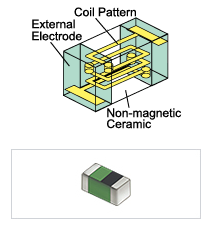 Coil Pattern
External
Electrode
Non-magnetic
Ceramic